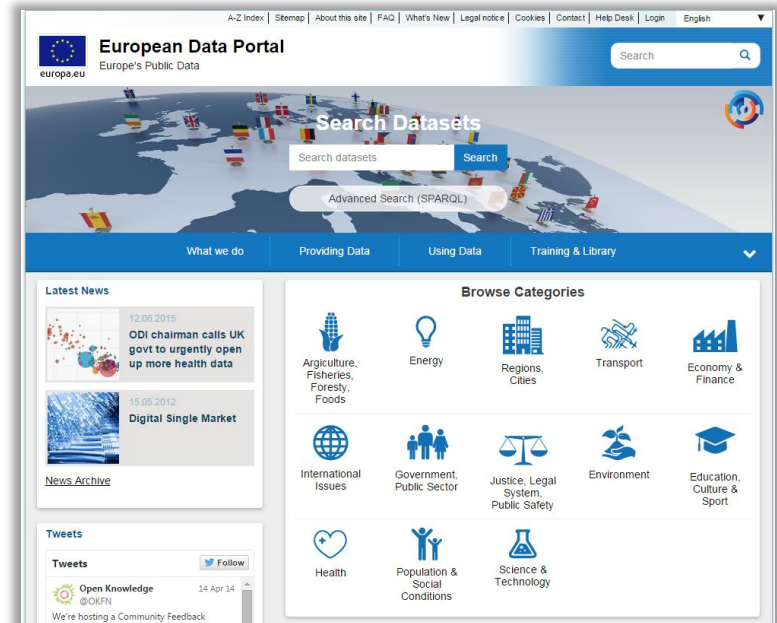 A-Z Index | Sitemap | About this site | FAQ | What's New | Legal notice | Cookies | Contact | Help Desk | Login English ▼
European Data Portal
Europe's Public Data
europa.eu
Search
Search Datasets
Search datasets
Search
Advanced Search (SPARQL)
What we do
Providing Data
Using Data
Training & Library
Latest News
12.06.2015
ODI chairman calls UK
govt to urgently open
up more health data
15.05.2012
Digital Single Market
News Archive
Tweets
Tweets
Follow
Open Knowledge
14 Apr 14
@OKFN
We're hosting a Community Feedback
Browse Categories
Argiculture,
Fisheries,
Foresty,
Foods
Energy
Regions,
Cities
Transport
Economy &
Finance
International
Issues
Government,
Public Sector
Justice, Legal
System,
Public Safety
Environment
Education,
Culture &
Sport
Health
Population &
Social
Conditions
Science &
Technology